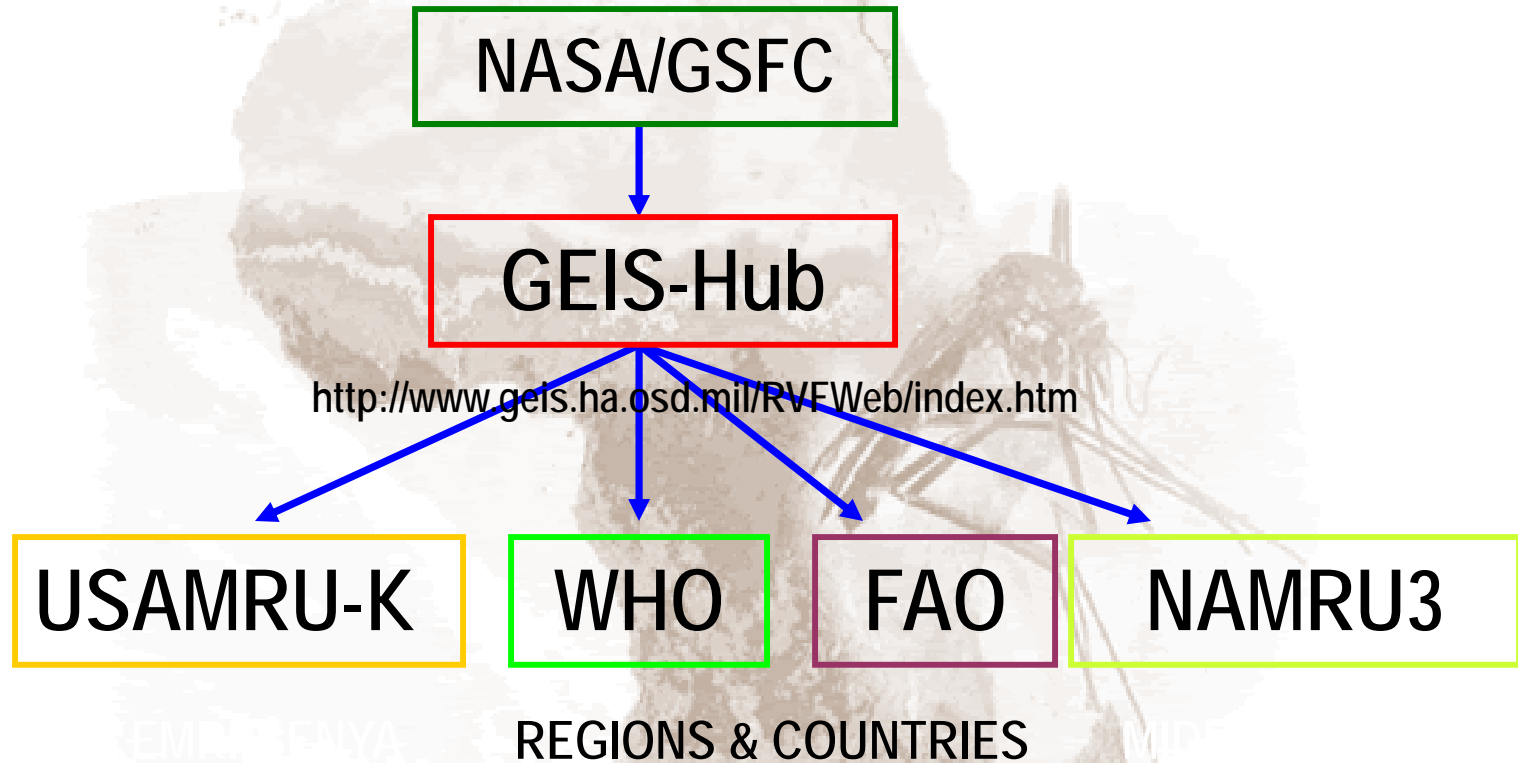 NASA/GSFC
GEIS-Hub
http://www.geis.ha.osd.mil/RVFWeb/index.htm
USAMRU-K WHO FAO NAMRU3
REGIONS & COUNTRIES